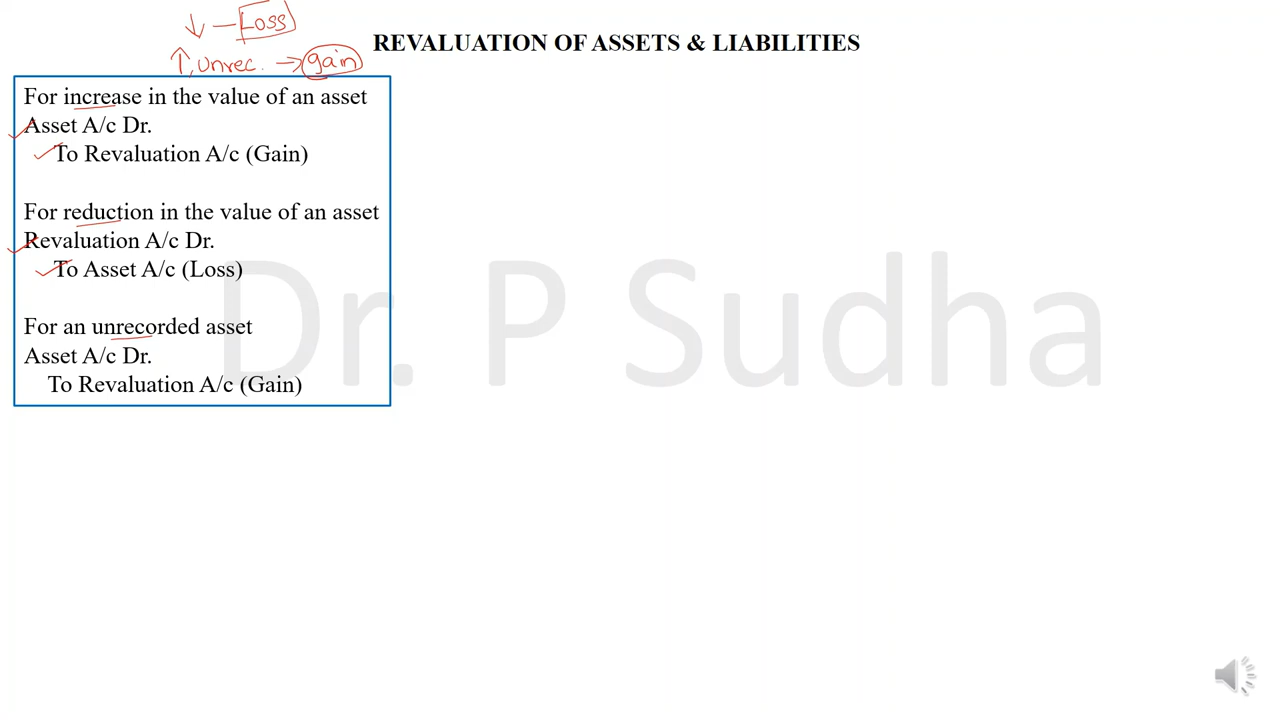 ↓ – Loss
REVALUATION OF ASSETS & LIABILITIES
↑, unrec. → gain
For increase in the value of an asset
Asset A/c Dr.
To Revaluation A/c (Gain)
For reduction in the value of an asset
Revaluation A/c Dr.
To Asset A/c (Loss)
For an unrecorded asset
Asset A/c Dr.
To Revaluation A/c (Gain)
Dr. P Sudha